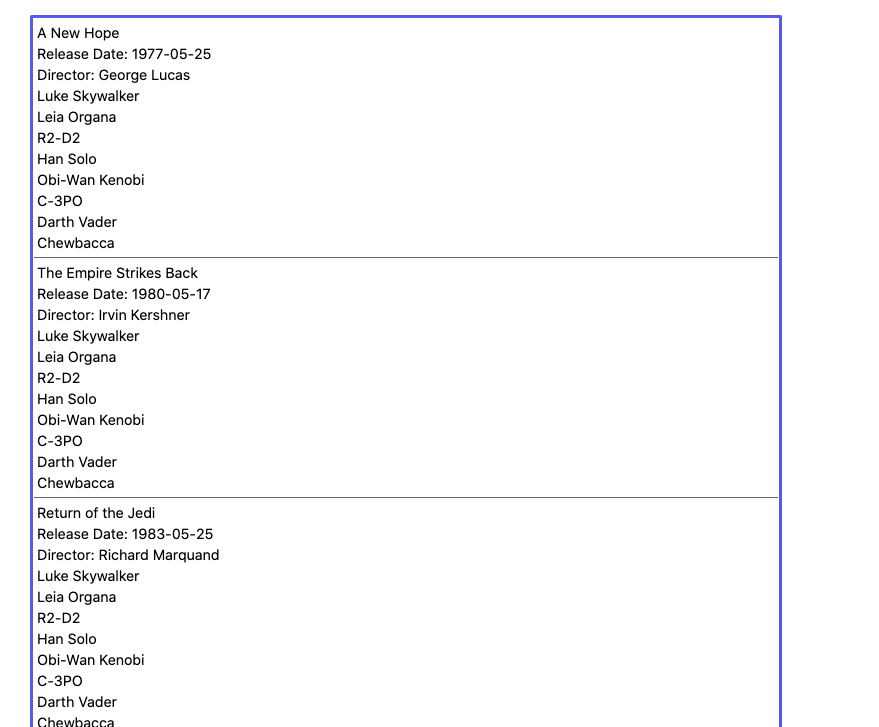 A New Hope
Release Date: 1977-05-25
Director: George Lucas
Luke Skywalker
Leia Organa
R2-D2
Han Solo
Obi-Wan Kenobi
C-3PO
Darth Vader
Chewbacca
The Empire Strikes Back
Release Date: 1980-05-17
Director: Irvin Kershner
Luke Skywalker
Leia Organa
R2-D2
Han Solo
Obi-Wan Kenobi
C-3PO
Darth Vader
Chewbacca
Return of the Jedi
Release Date: 1983-05-25
Director: Richard Marquand
Luke Skywalker
Leia Organa
R2-D2
Han Solo
Obi-Wan Kenobi
C-3PO
Darth Vader
Chewbacca